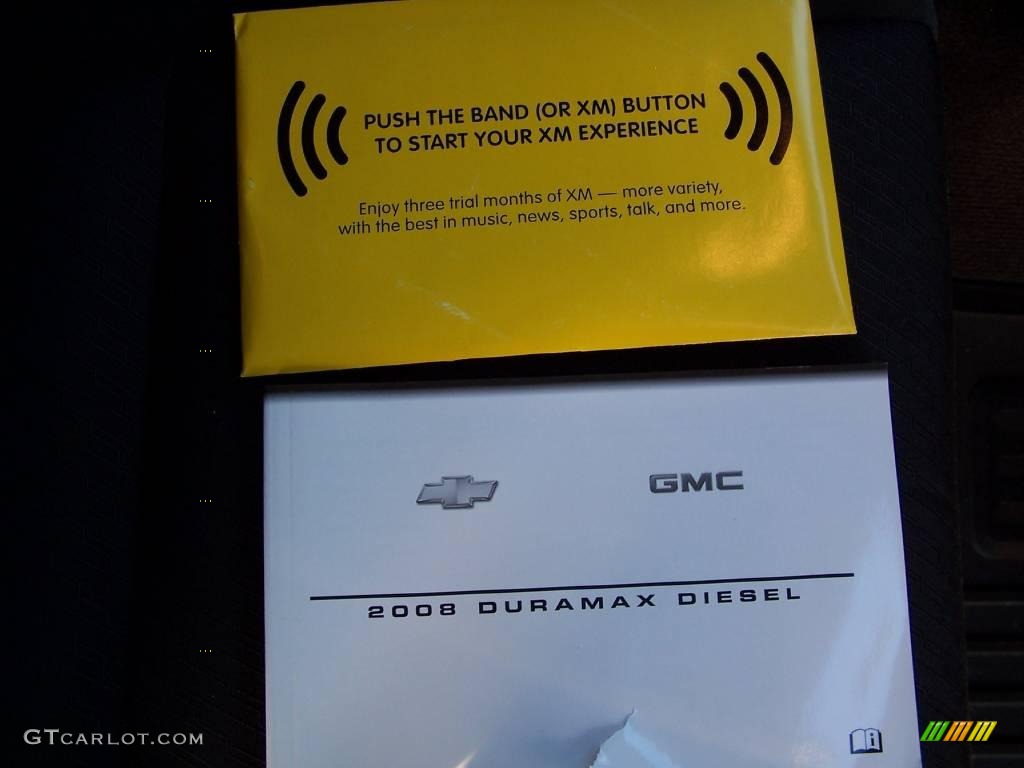 PUSH THE BAND (OR XM) BUTTON
TO START YOUR XM EXPERIENCE
Enjoy three trial months of XM — more variety,
with the best in music, news, sports, talk, and more.
GMC
2008 DURAMAX DIESEL
i
GTCARLOT.COM